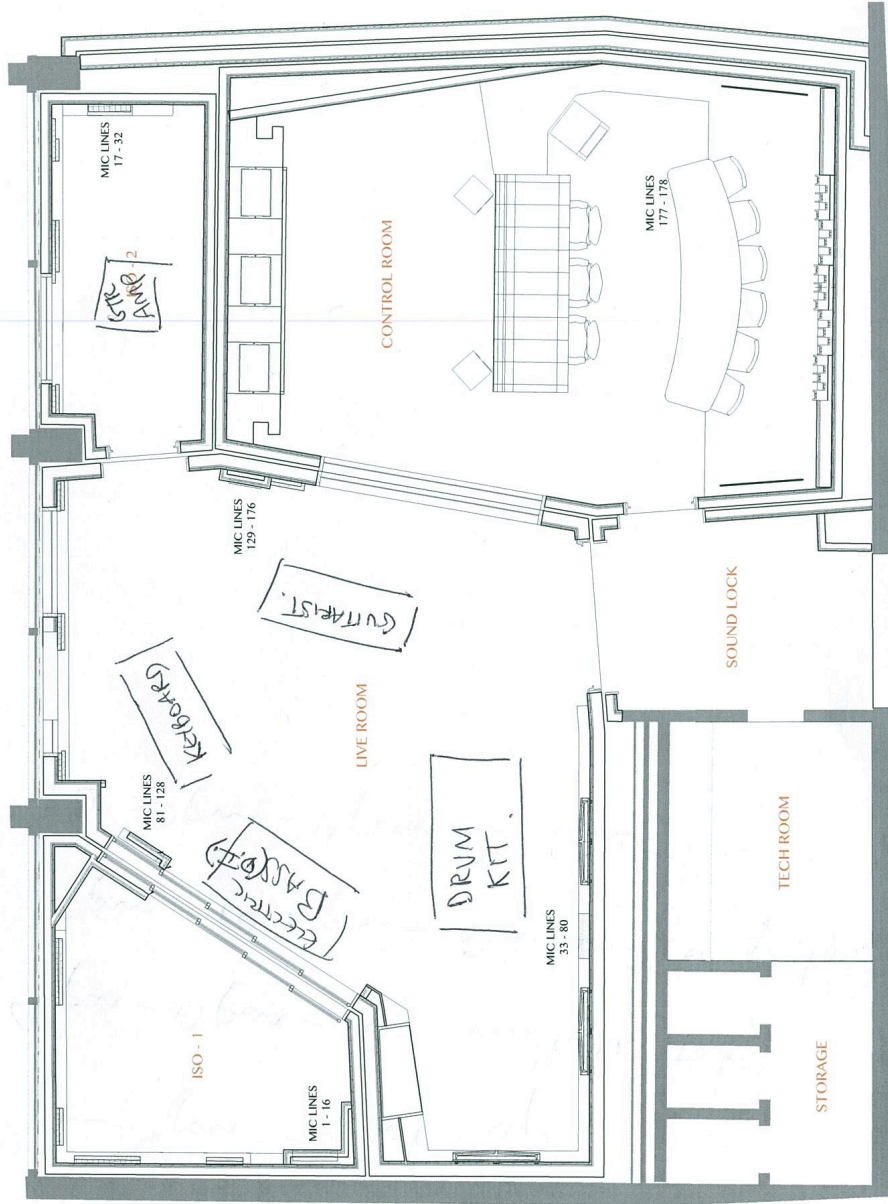 MIC LINES
17 - 32
ISO - 2
GTR
AMP
CONTROL ROOM
MIC LINES
177 - 178
MIC LINES
129 - 176
GUITARIST.
KEYBOARD
LIVE ROOM
MIC LINES
81 - 128
ELECTRIC
BASS (D.I.)
DRUM
KIT.
MIC LINES
33 - 80
SOUND LOCK
TECH ROOM
STORAGE
ISO - 1
MIC LINES
1 - 16